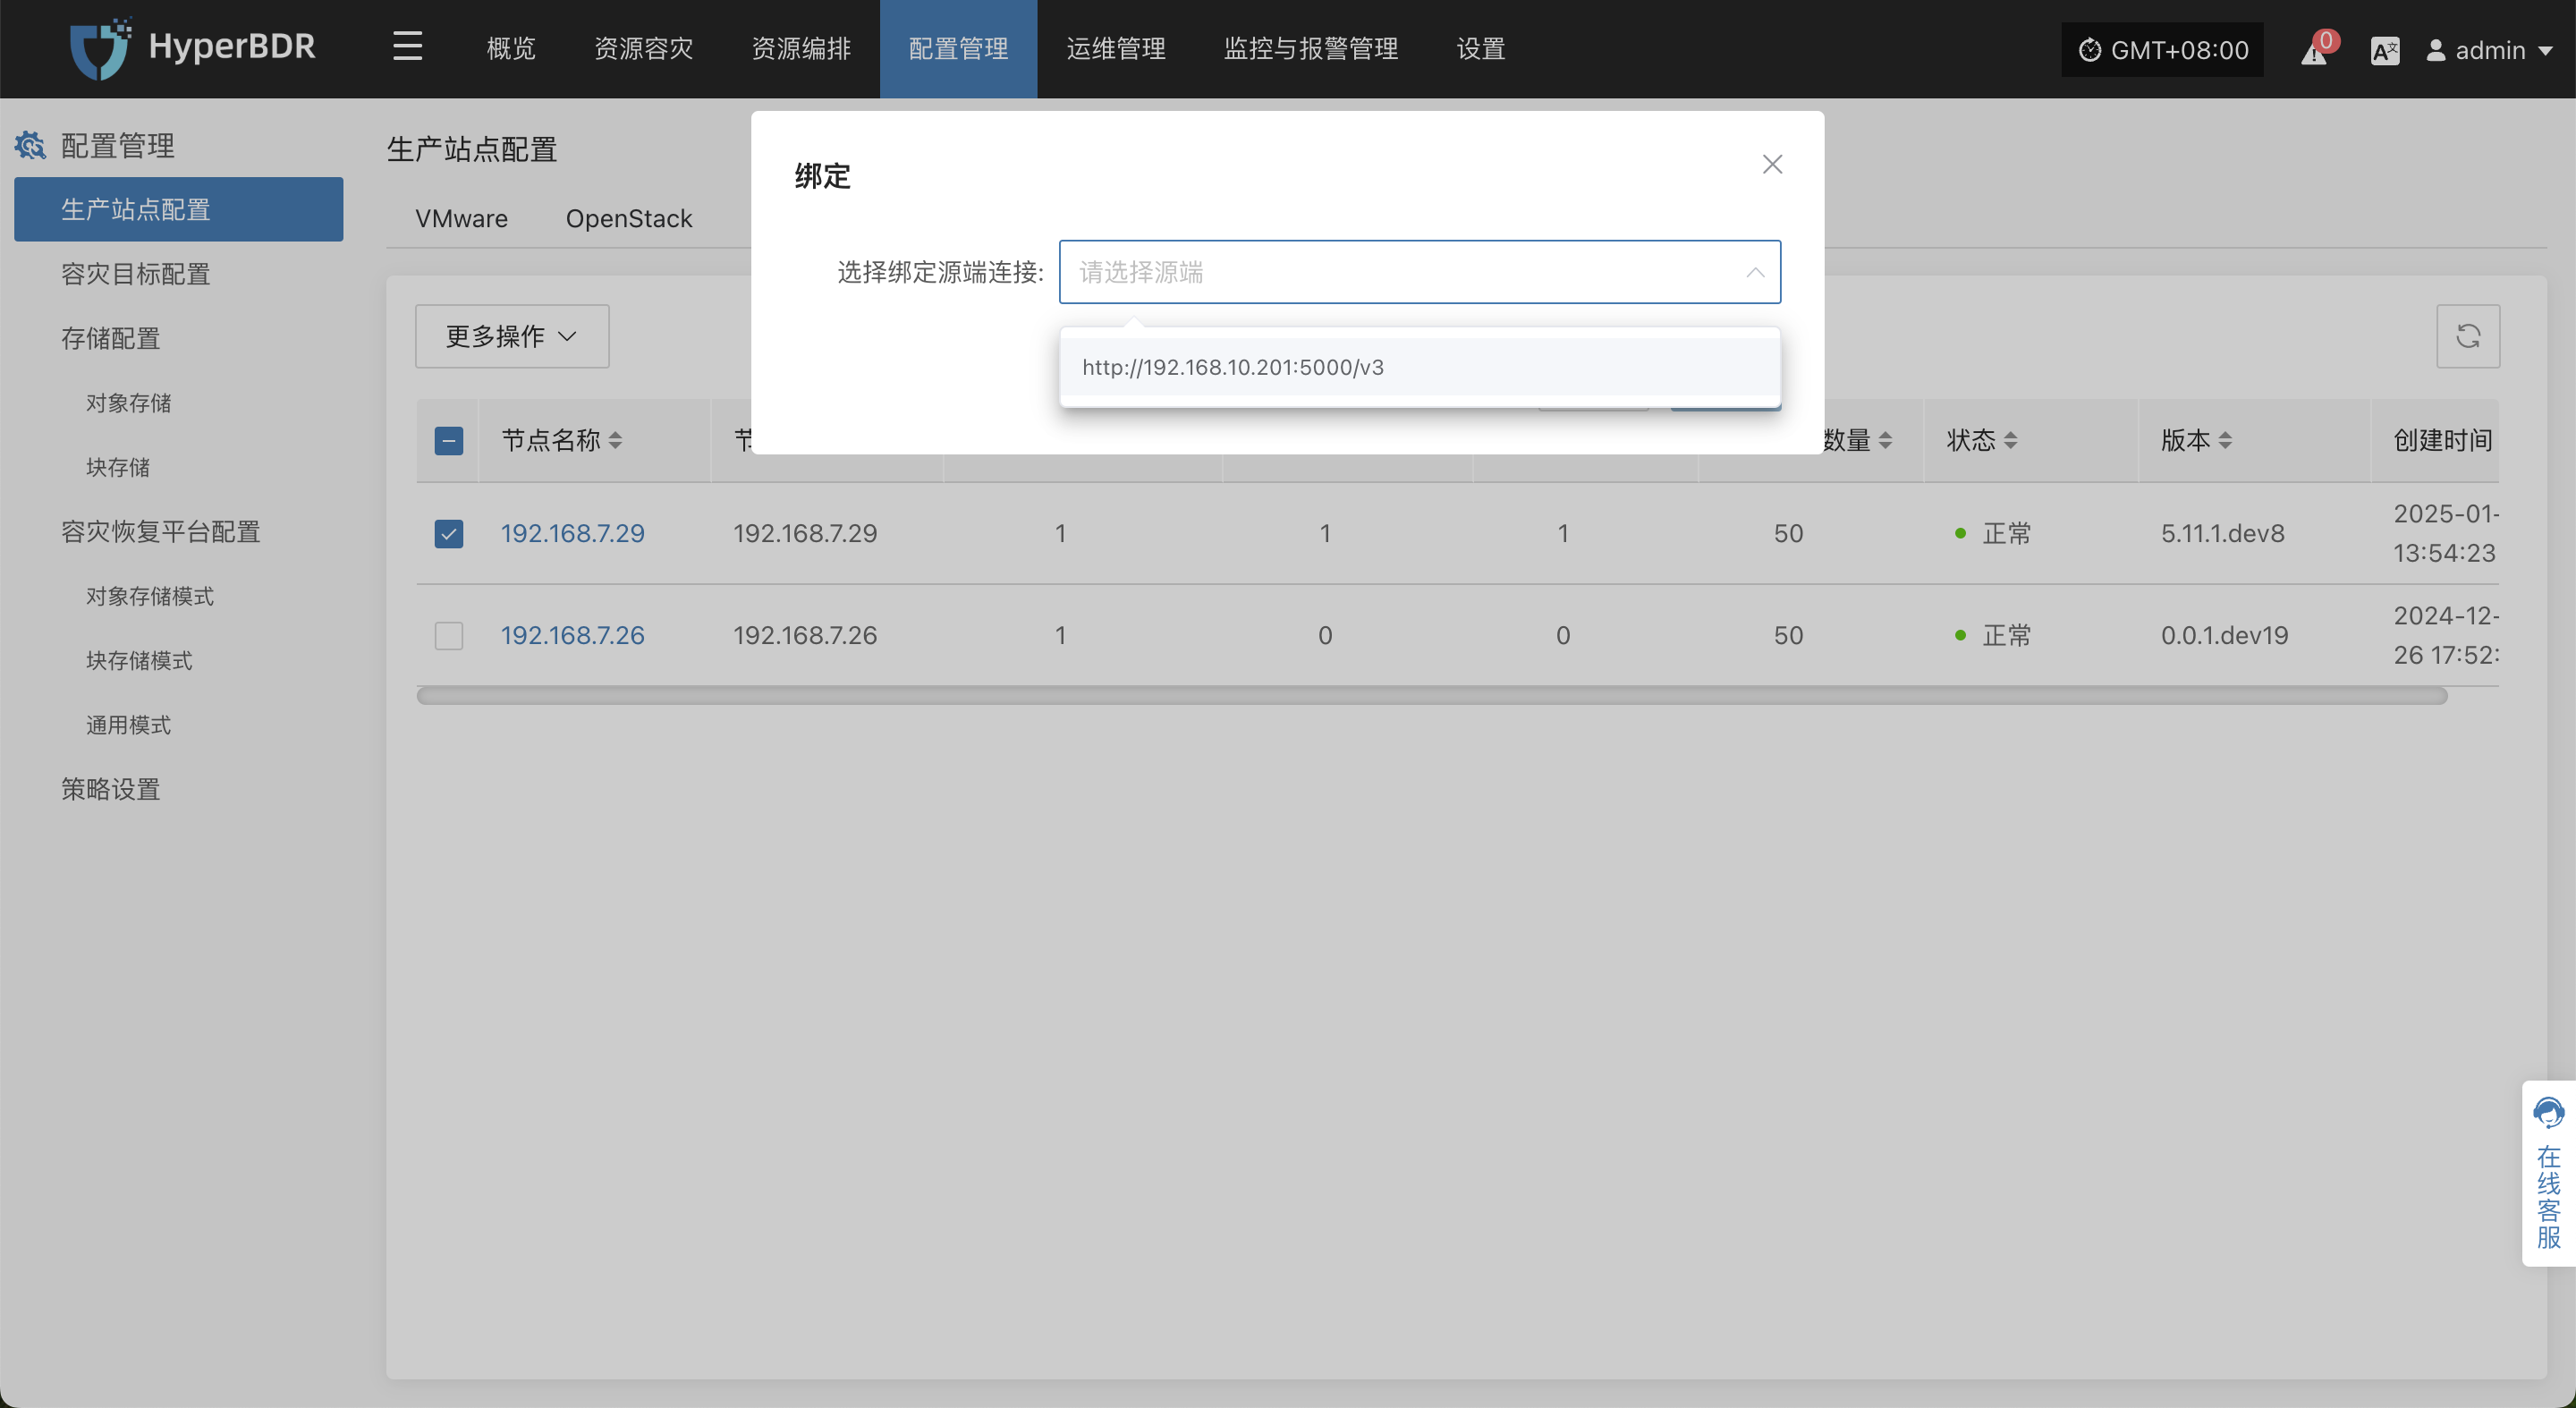 HyperBDR
概览
资源容灾
资源编排
配置管理
运维管理
监控与报警管理
设置
GMT+08:00
0
admin
配置管理
生产站点配置
容灾目标配置
存储配置
对象存储
块存储
容灾恢复平台配置
对象存储模式
块存储模式
通用模式
策略设置
生产站点配置
VMware
OpenStack
绑定
选择绑定源端连接:
请选择源端
http://192.168.10.201:5000/v3
更多操作
节点名称
数量
状态
版本
创建时间
192.168.7.29 192.168.7.29 1 1 1 50 正常 5.11.1.dev8 2025-01-
13:54:23
192.168.7.26 192.168.7.26 1 0 0 50 正常 0.0.1.dev19 2024-12-
26 17:52:
在线客服